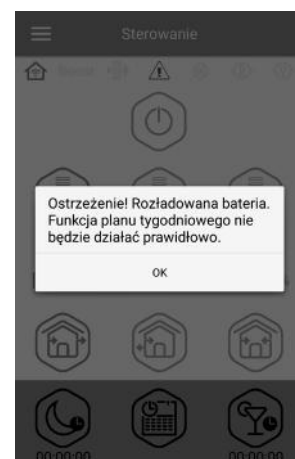 Sterowanie
Ostrzeżenie! Rozładowana bateria.
Funkcja planu tygodniowego nie
będzie działać prawidłowo.
OK
00:00:00
00:00:00